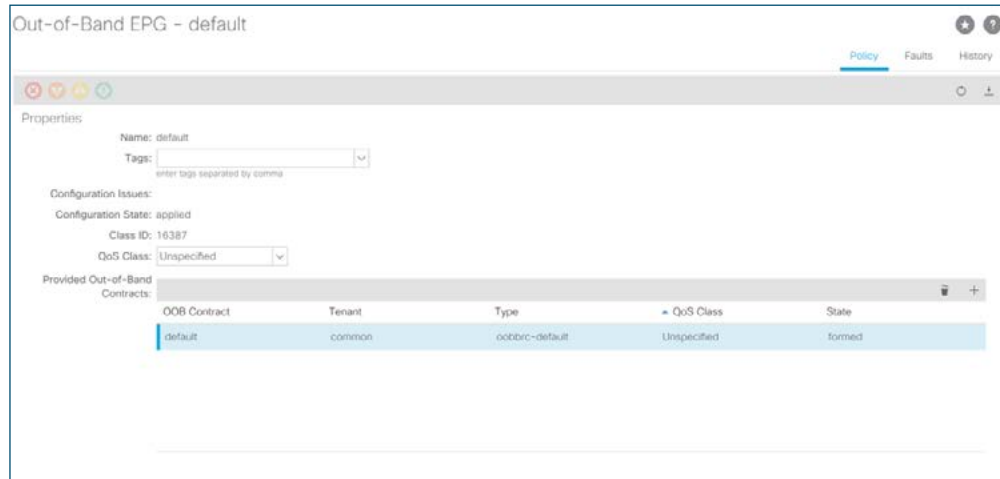 Out-of-Band EPG - default
Policy Faults History
Properties
Name: default
Tags:
enter tags separated by comma
Configuration Issues:
Configuration State: applied
Class ID: 16387
QoS Class: Unspecified
Provided Out-of-Band
Contracts:
OOB Contract Tenant Type QoS Class State
default common oobbrc-default Unspecified formed